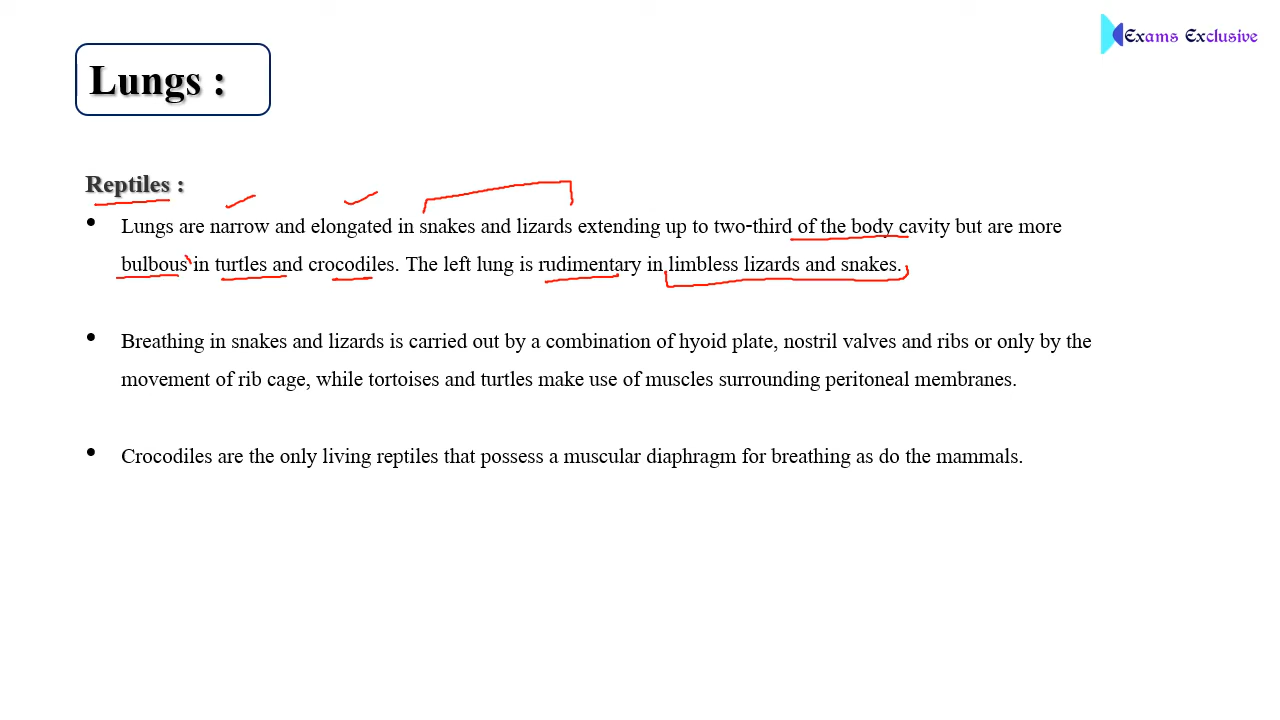 Exams Exclusive
Lungs :
Reptiles :
• Lungs are narrow and elongated in snakes and lizards extending up to two-third of the body cavity but are more
bulbous in turtles and crocodiles. The left lung is rudimentary in limbless lizards and snakes.
• Breathing in snakes and lizards is carried out by a combination of hyoid plate, nostril valves and ribs or only by the
movement of rib cage, while tortoises and turtles make use of muscles surrounding peritoneal membranes.
• Crocodiles are the only living reptiles that possess a muscular diaphragm for breathing as do the mammals.